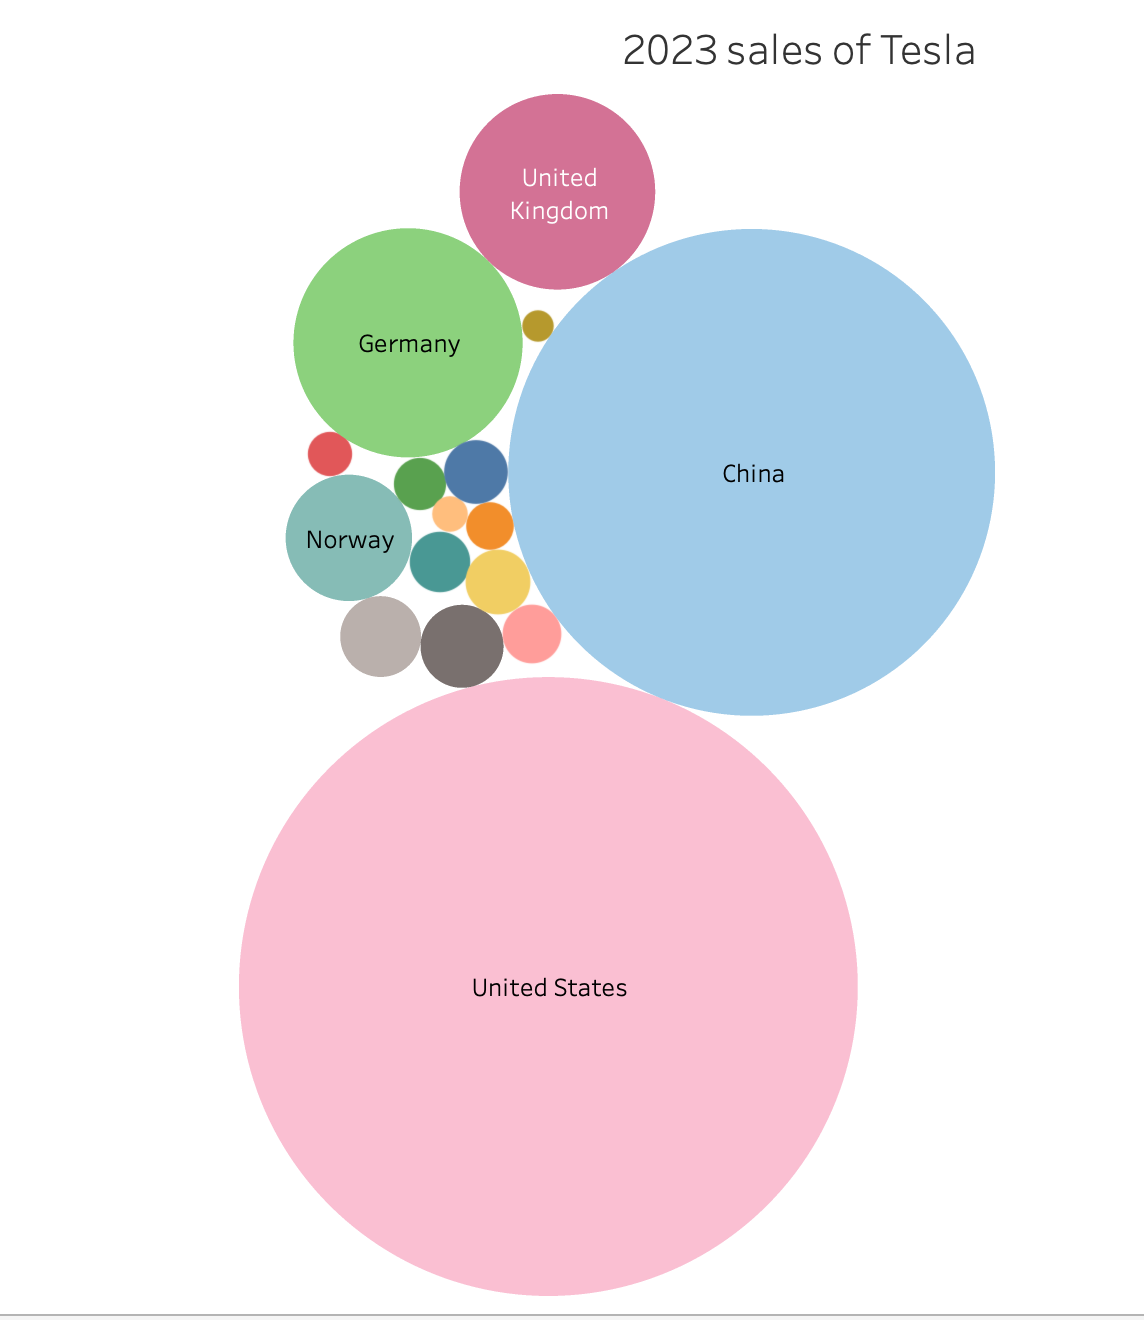 2023 sales of Tesla
United
Kingdom
Germany
China
Norway
United States